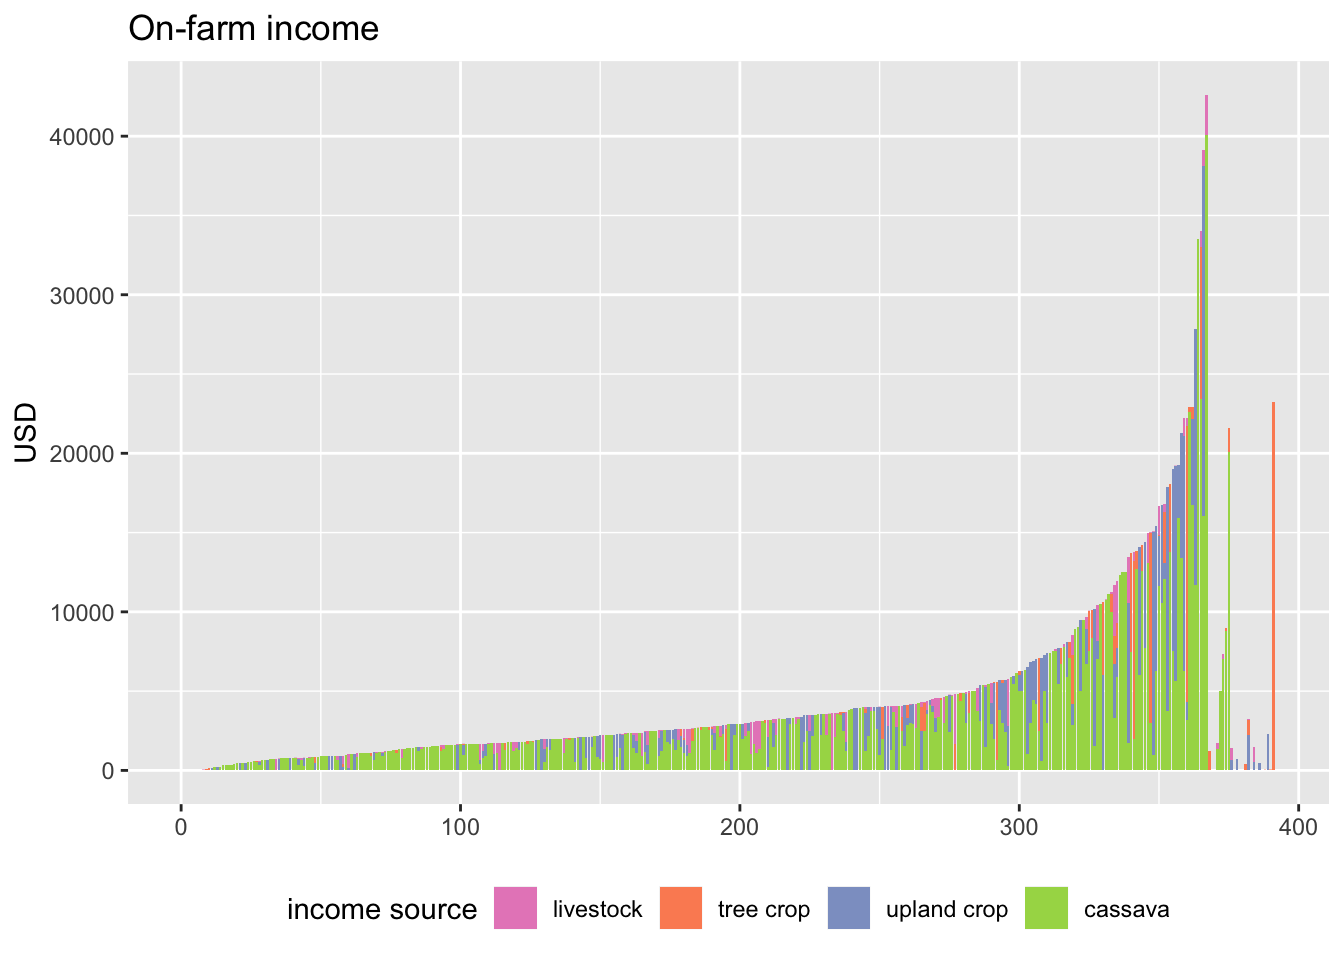 On-farm income
USD
40000
30000
20000
10000
0
0 100 200 300 400
income source livestock tree crop upland crop cassava